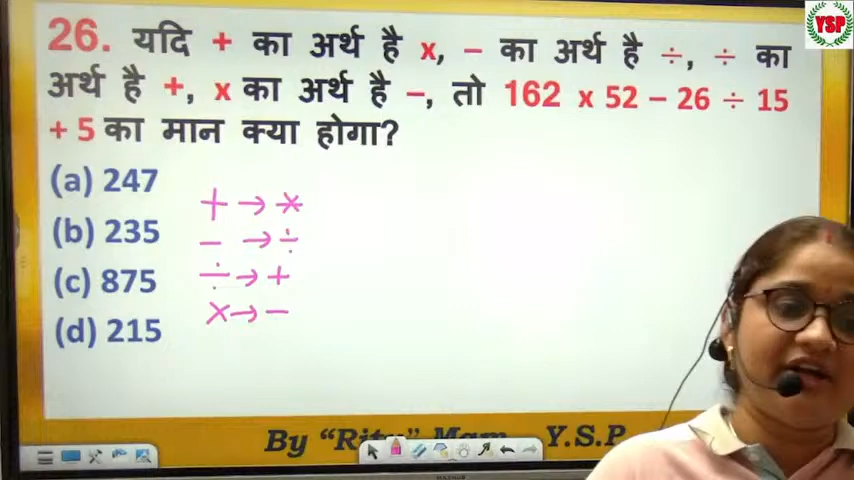 YSP
26. यदि + का अर्थ है x, – का अर्थ है ÷, ÷ का
अर्थ है +, x का अर्थ है –, तो 162 x 52 – 26 ÷ 15
+ 5 का मान क्या होगा?
(a) 247
(b) 235
(c) 875
(d) 215
+ → *
– → ÷
÷ → +
× → –
By “Ritu” Mam Y.S.P